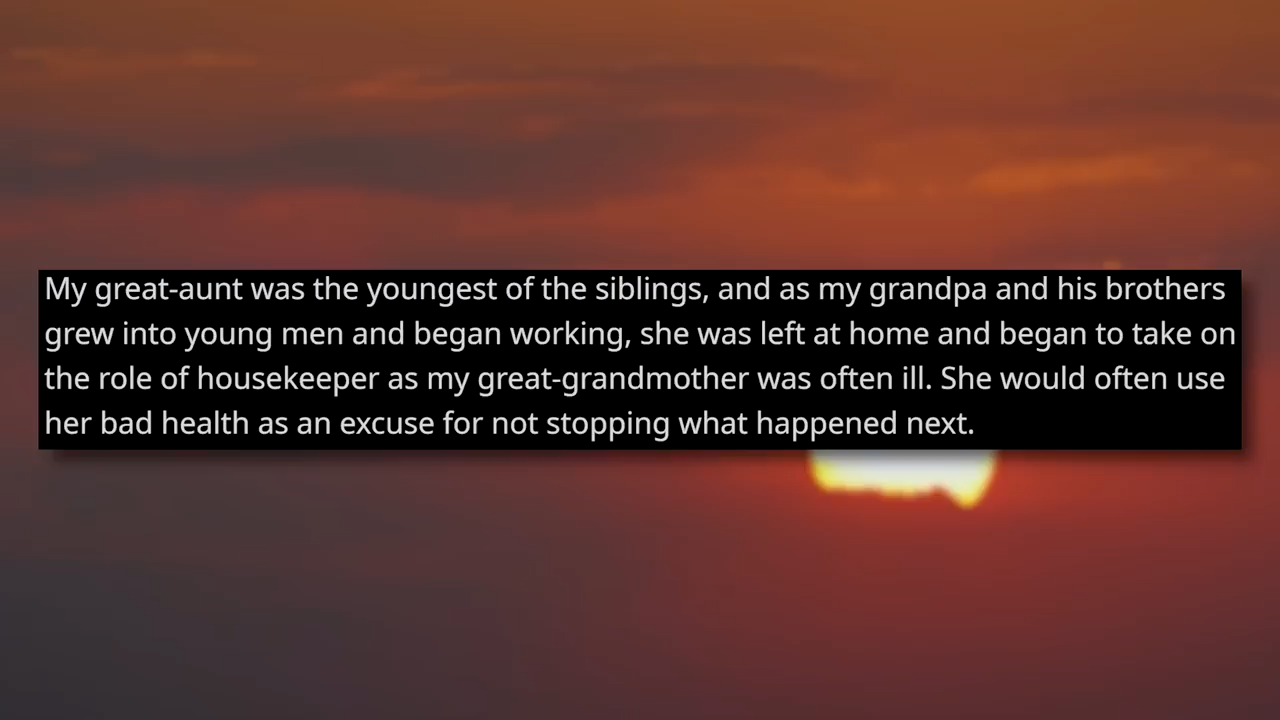 My great-aunt was the youngest of the siblings, and as my grandpa and his brothers
grew into young men and began working, she was left at home and began to take on
the role of housekeeper as my great-grandmother was often ill. She would often use
her bad health as an excuse for not stopping what happened next.